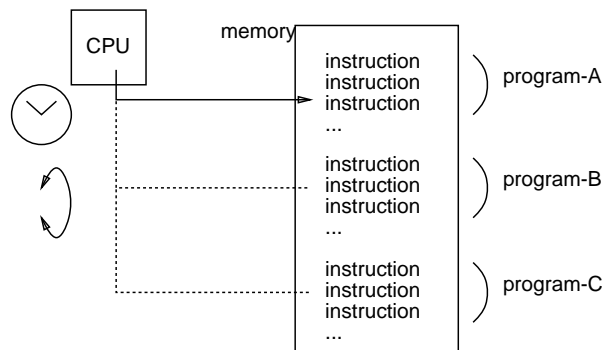 CPU
memory
instruction
instruction
instruction
...
program-A
instruction
instruction
instruction
...
program-B
instruction
instruction
instruction
...
program-C